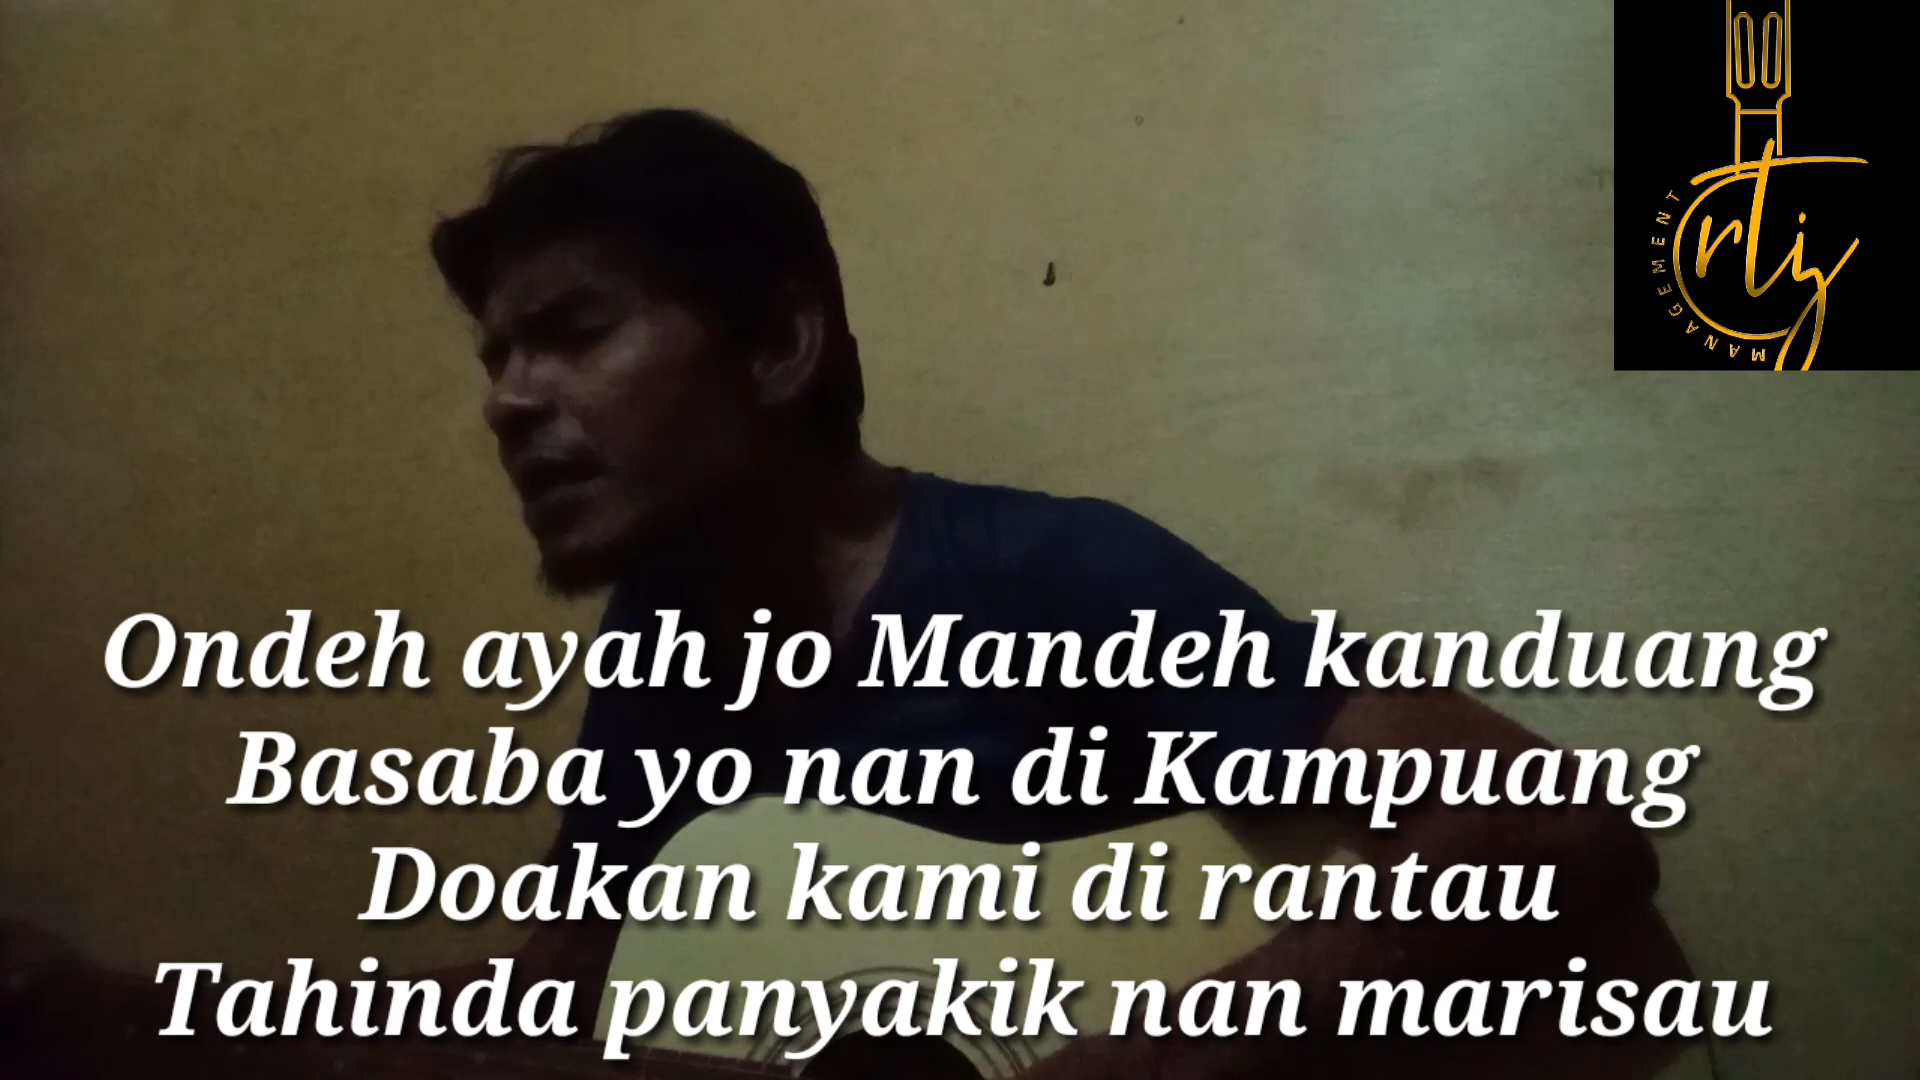 rtiz
MANAGEMENT
Ondeh ayah jo Mandeh kanduang
Basaba yo nan di Kampuang
Doakan kami di rantau
Tahinda panyakik nan marisau